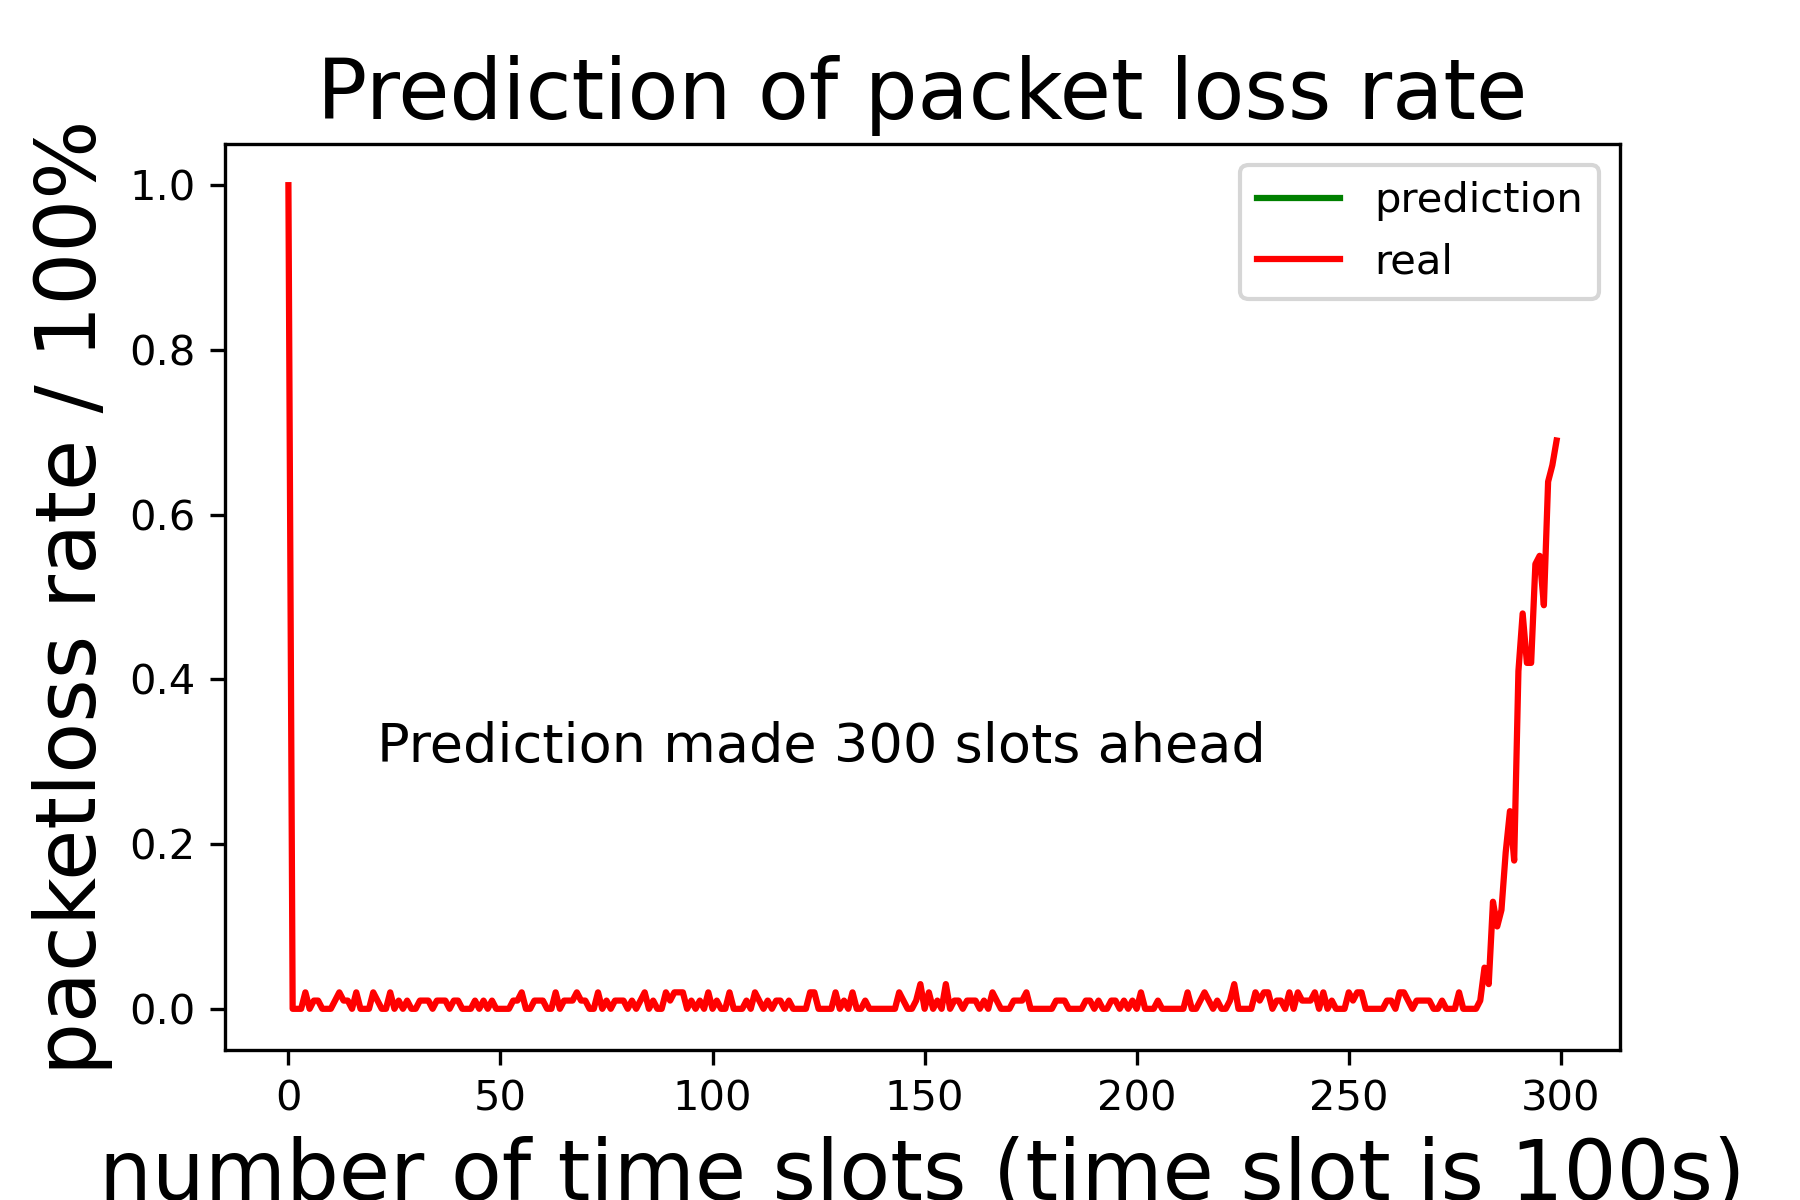 Prediction of packet loss rate
packetloss rate / 100%
1.0
0.8
0.6
0.4
0.2
0.0
prediction
real
Prediction made 300 slots ahead
0 50 100 150 200 250 300
number of time slots (time slot is 100s)